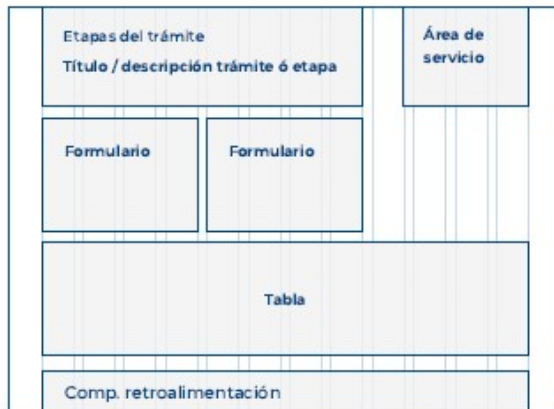 Etapas del trámite
Título / descripción trámite ó etapa
Área de
servicio
Formulario
Formulario
Tabla
Comp. retroalimentación